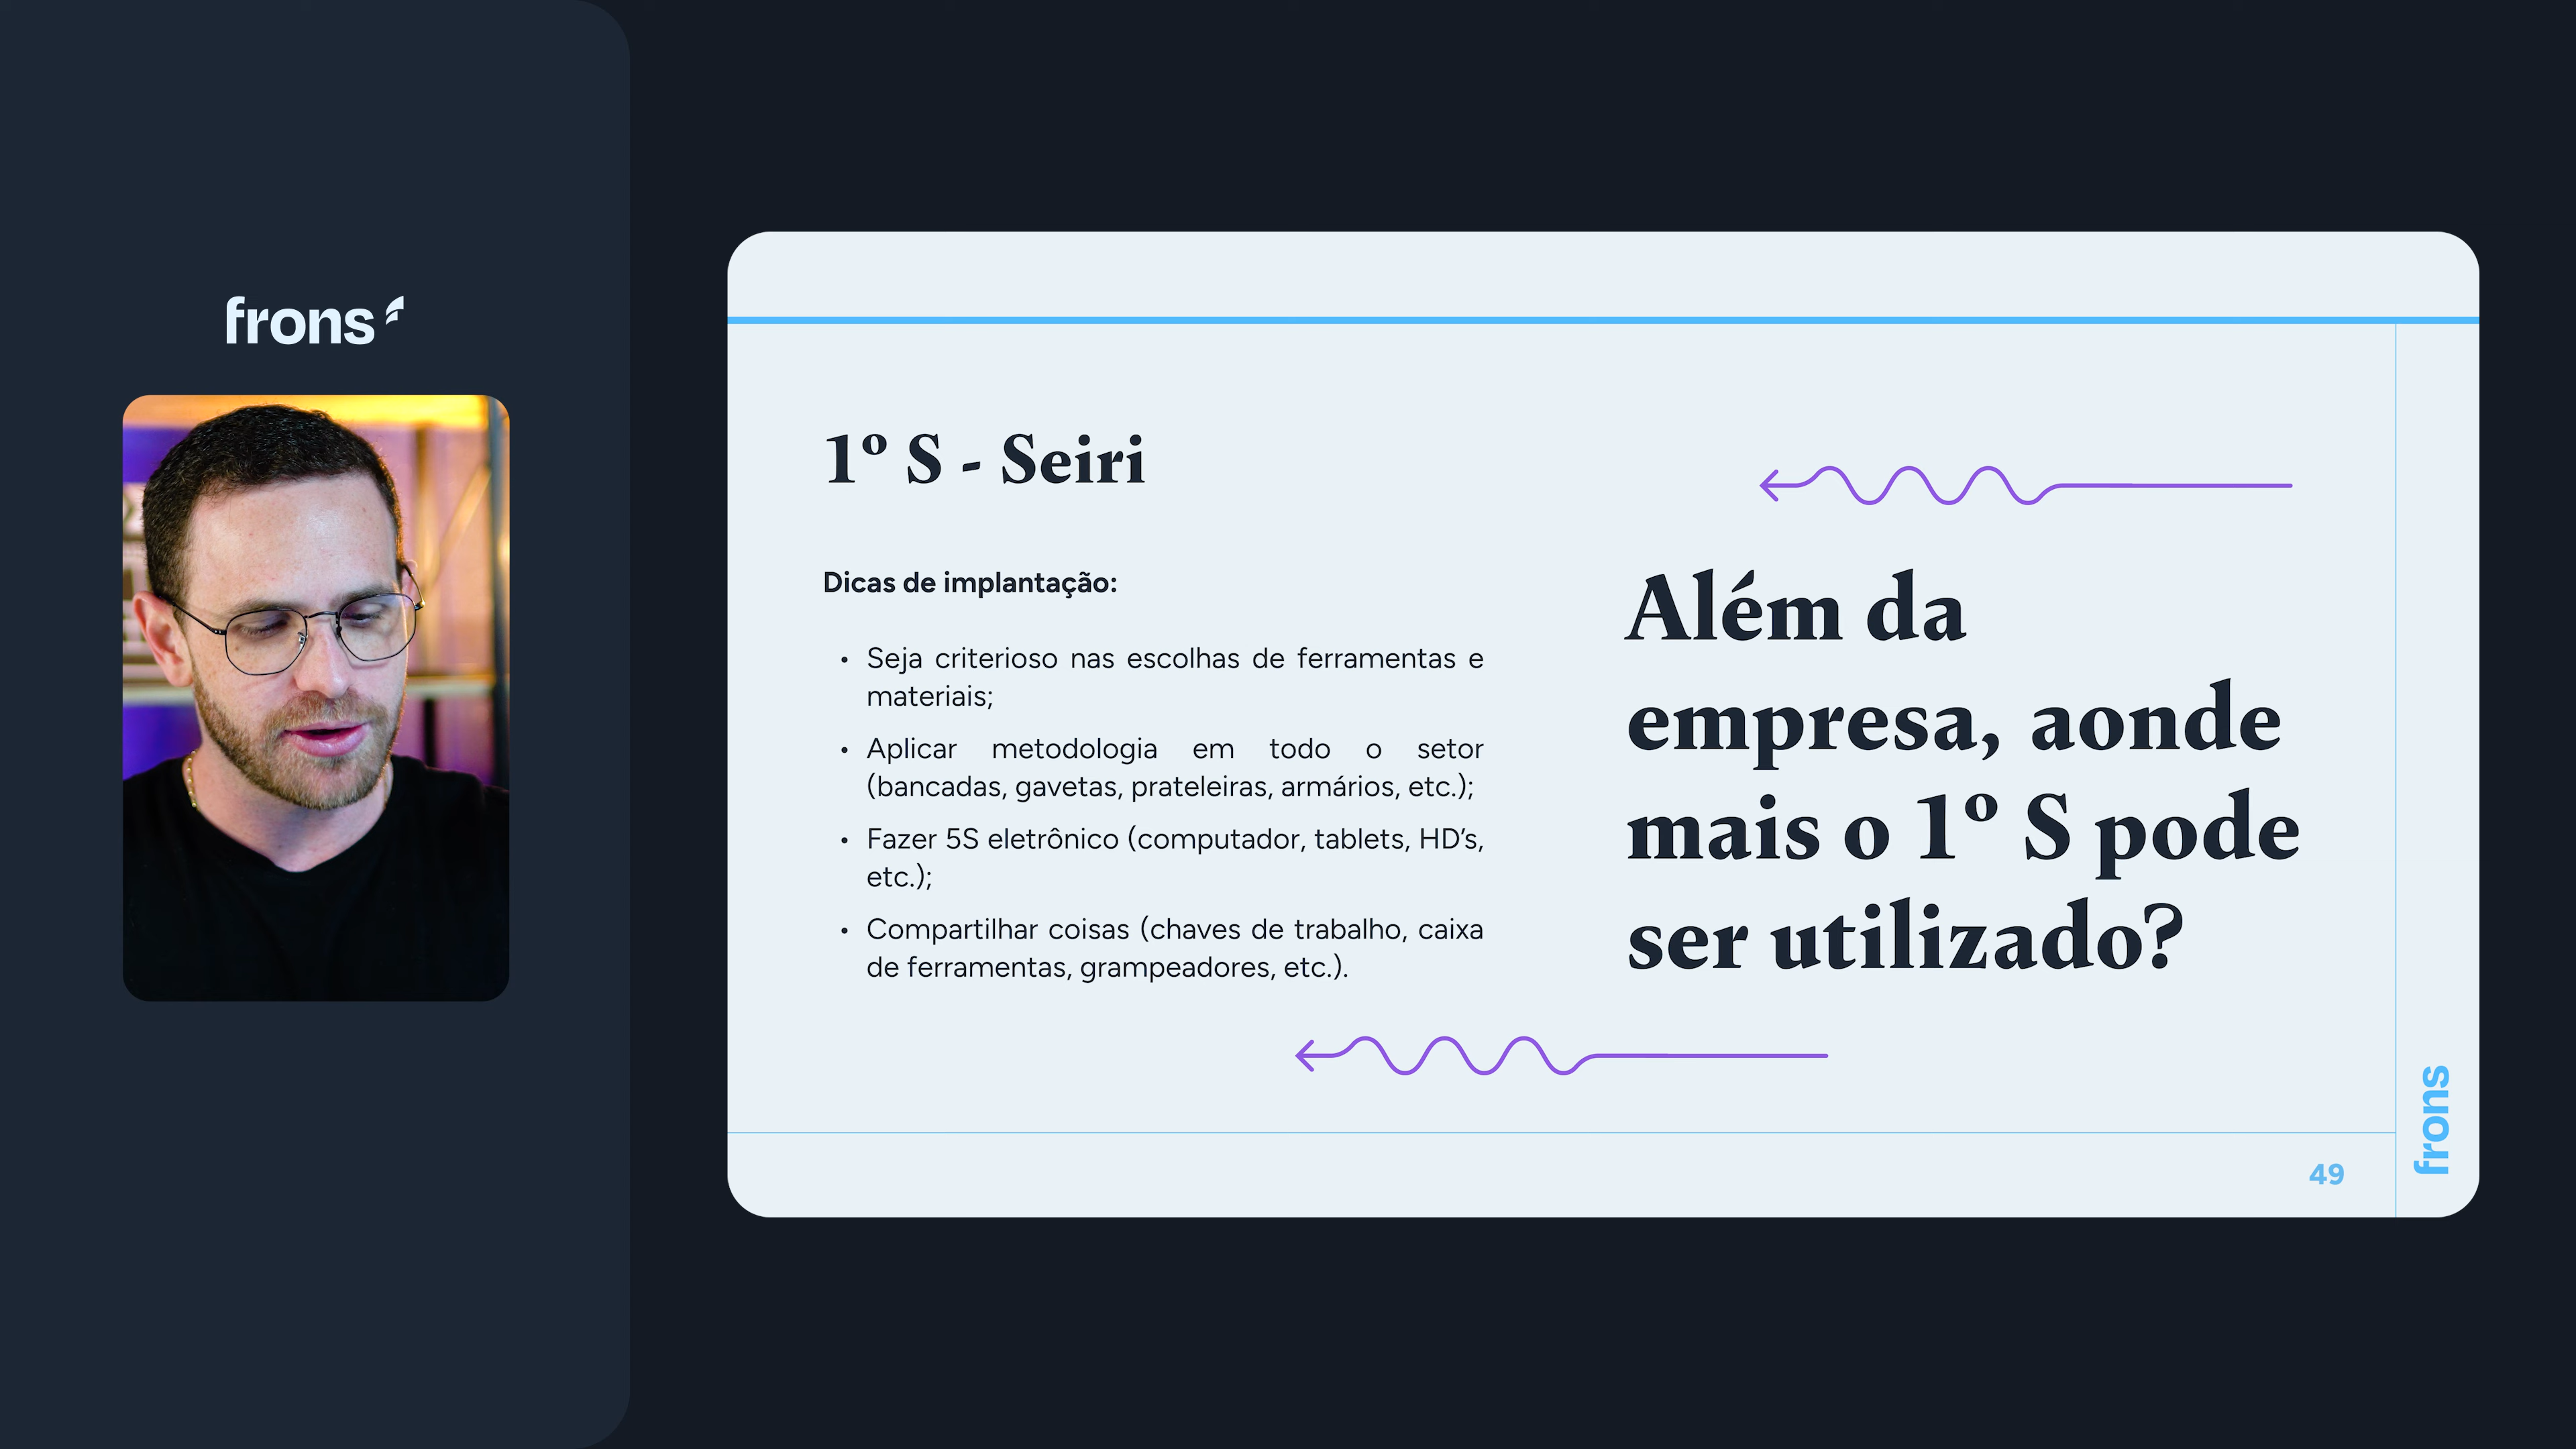 frons
1º S - Seiri
Dicas de implantação:
• Seja criterioso nas escolhas de ferramentas e
materiais;
• Aplicar metodologia em todo o setor
(bancadas, gavetas, prateleiras, armários, etc.);
• Fazer 5S eletrônico (computador, tablets, HD’s,
etc.);
• Compartilhar coisas (chaves de trabalho, caixa
de ferramentas, grampeadores, etc.).
Além da
empresa, aonde
mais o 1º S pode
ser utilizado?
49
frons